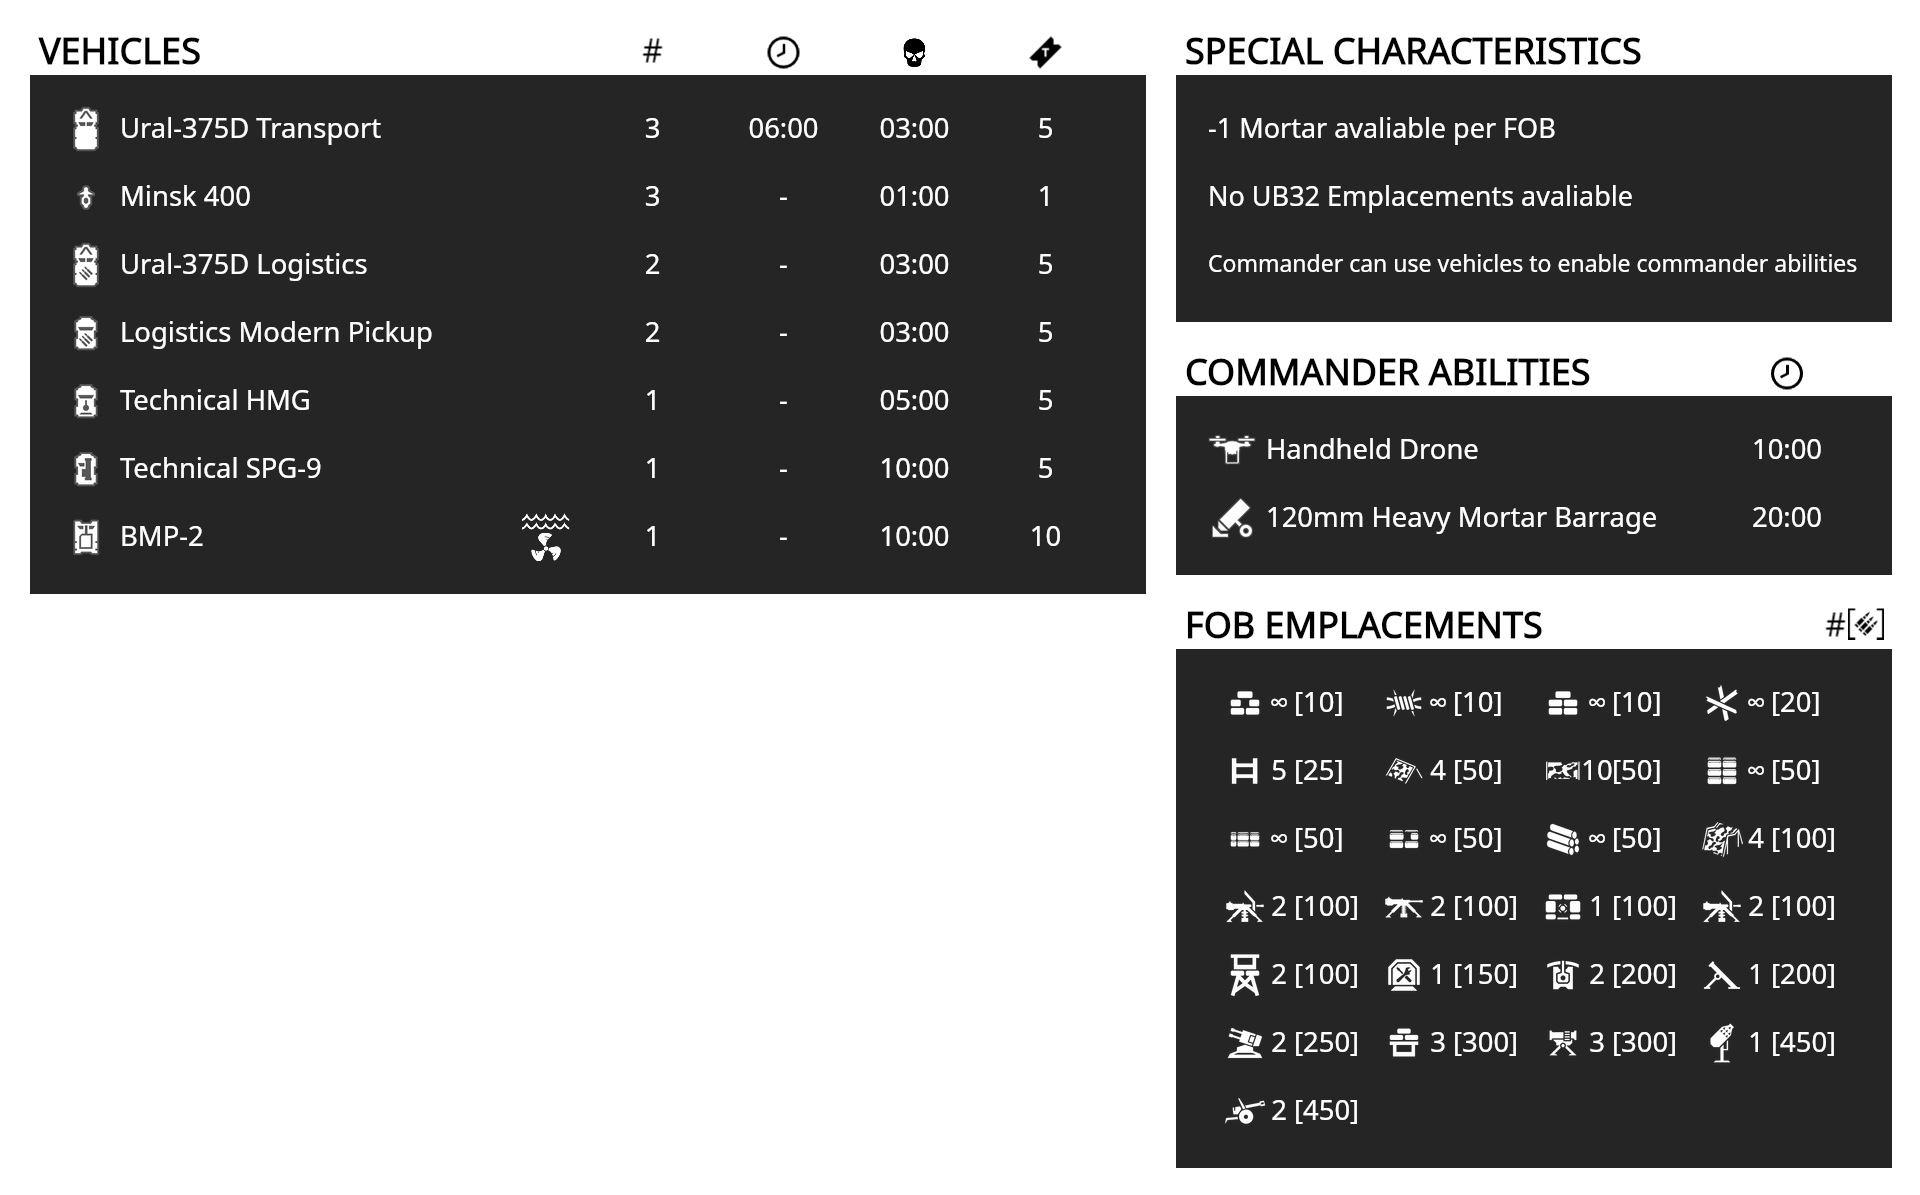 VEHICLES #
Ural-375D Transport 3 06:00 03:00 5
Minsk 400 3 - 01:00 1
Ural-375D Logistics 2 - 03:00 5
Logistics Modern Pickup 2 - 03:00 5
Technical HMG 1 - 05:00 5
Technical SPG-9 1 - 10:00 5
BMP-2 1 - 10:00 10
SPECIAL CHARACTERISTICS
-1 Mortar avaliable per FOB
No UB32 Emplacements avaliable
Commander can use vehicles to enable commander abilities
COMMANDER ABILITIES
Handheld Drone 10:00
120mm Heavy Mortar Barrage 20:00
FOB EMPLACEMENTS #[]
∞ [10] ∞ [10] ∞ [10] ∞ [20]
5 [25] 4 [50] 10[50] ∞ [50]
∞ [50] ∞ [50] ∞ [50] 4 [100]
2 [100] 2 [100] 1 [100] 2 [100]
2 [100] 1 [150] 2 [200] 1 [200]
2 [250] 3 [300] 3 [300] 1 [450]
2 [450]